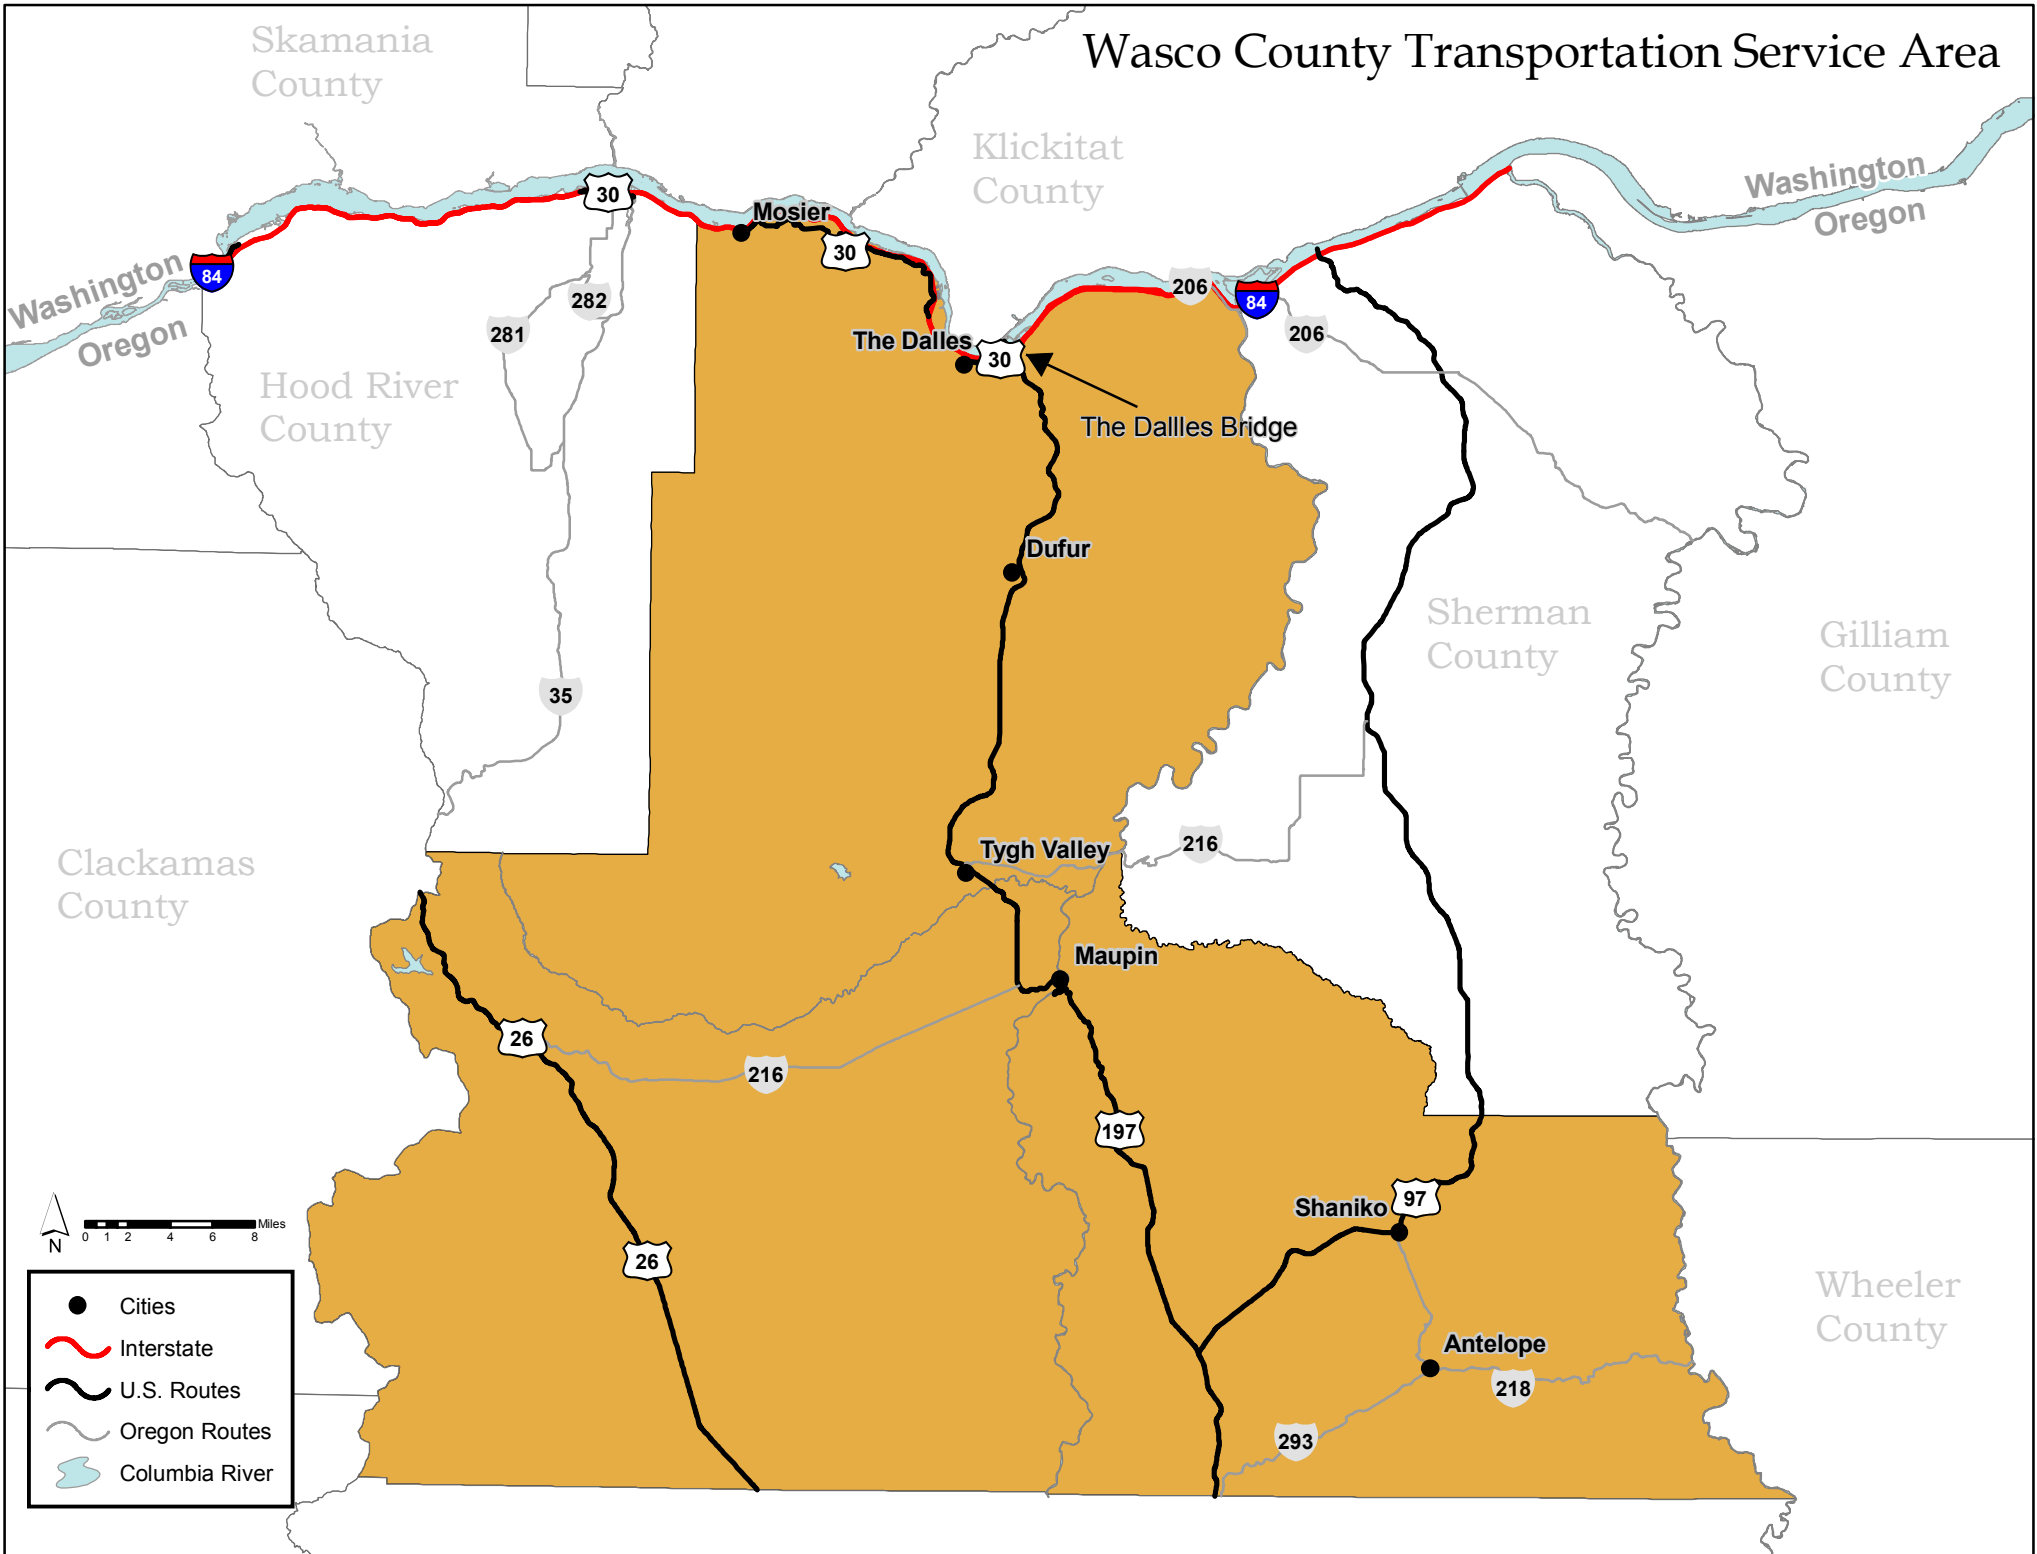 Wasco County Transportation Service Area
Skamania
County
Klickitat
County
Washington
Oregon
30
Mosier
30
84
Washington
Oregon
282
281
206
84
206
The Dalles
30
The Dallles Bridge
Hood River
County
Dufur
Sherman
County
Gilliam
County
35
Clackamas
County
Tygh Valley
216
Maupin
26
216
197
Shaniko
97
26
N
0 1 2 4 6 8
Miles
Wheeler
County
Antelope
218
293
Cities
Interstate
U.S. Routes
Oregon Routes
Columbia River